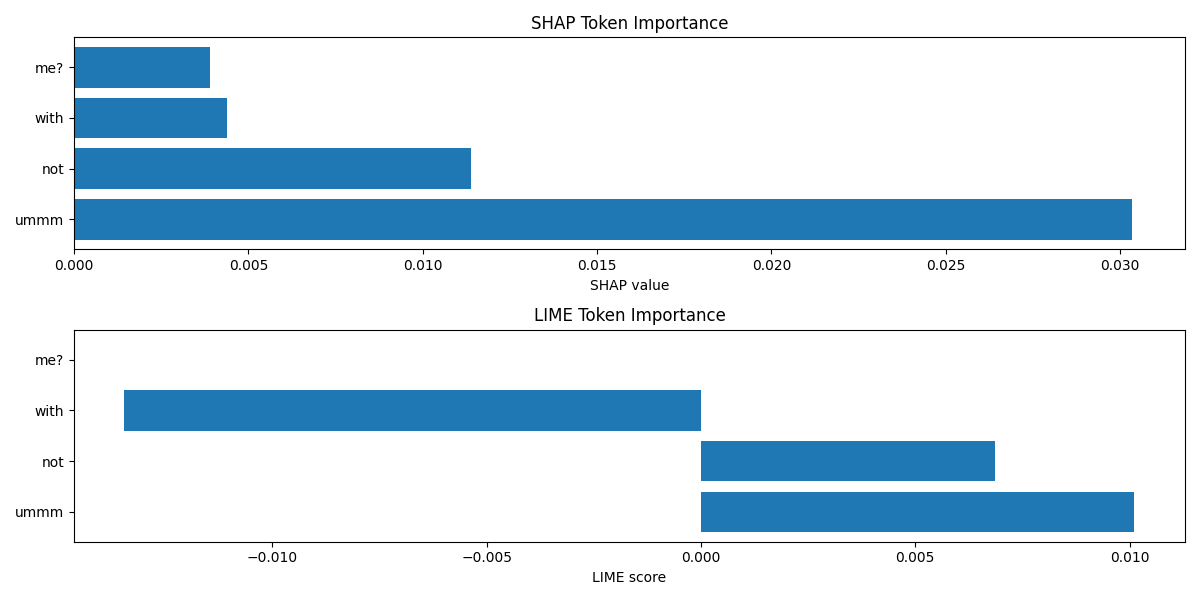 SHAP Token Importance
me?
with
not
ummm
0.000 0.005 0.010 0.015 0.020 0.025 0.030
SHAP value
LIME Token Importance
me?
with
not
ummm
−0.010 −0.005 0.000 0.005 0.010
LIME score